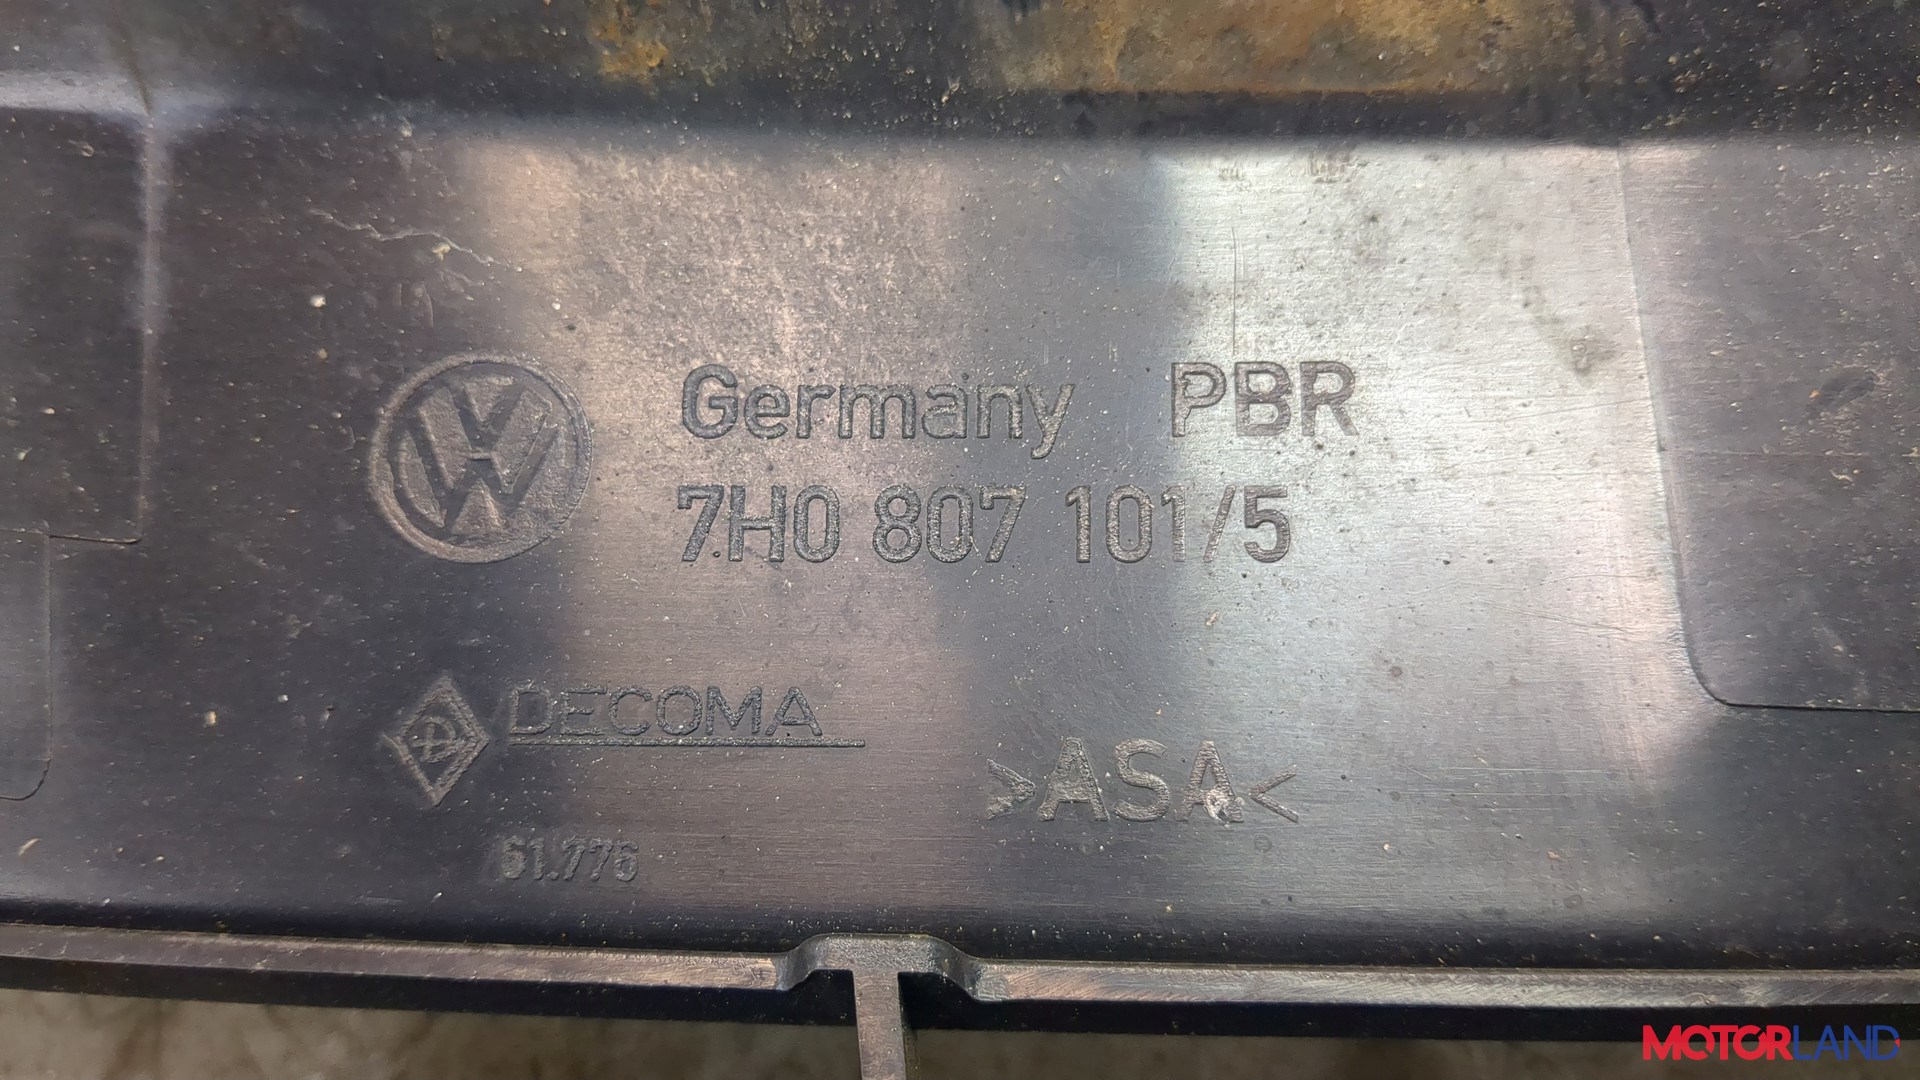 Germany PBR
7H0 807 101/5
DECOMA
>ASA<
61.776
MOTORLAND